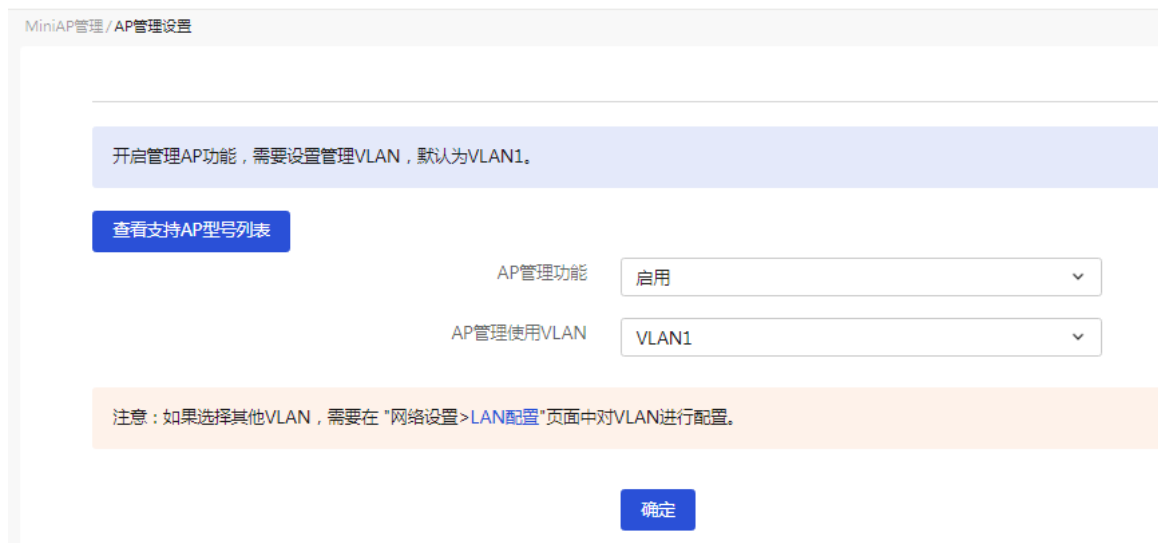 MiniAP管理/AP管理设置
开启管理AP功能，需要设置管理VLAN，默认为VLAN1。
查看支持AP型号列表
AP管理功能 启用
AP管理使用VLAN VLAN1
注意：如果选择其他VLAN，需要在 "网络设置>LAN配置"页面中对VLAN进行配置。
确定